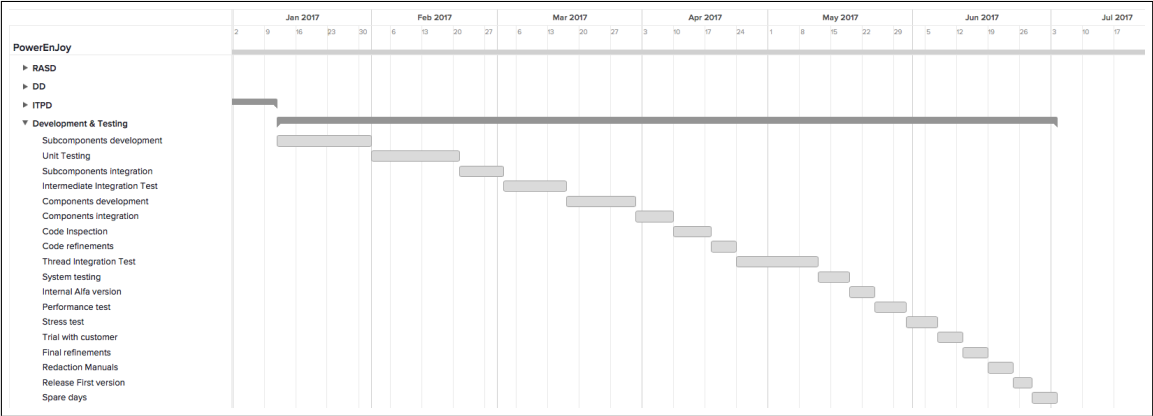 Jan 2017 Feb 2017 Mar 2017 Apr 2017 May 2017 Jun 2017 Jul 2017
2 9 16 23 30 6 13 20 27 6 13 20 27 3 10 17 24 1 8 15 22 29 5 12 19 26 3 10 17
PowerEnJoy
RASD
DD
ITPD
Development & Testing
Subcomponents development
Unit Testing
Subcomponents integration
Intermediate Integration Test
Components development
Components integration
Code Inspection
Code refinements
Thread Integration Test
System testing
Internal Alfa version
Performance test
Stress test
Trial with customer
Final refinements
Redaction Manuals
Release First version
Spare days